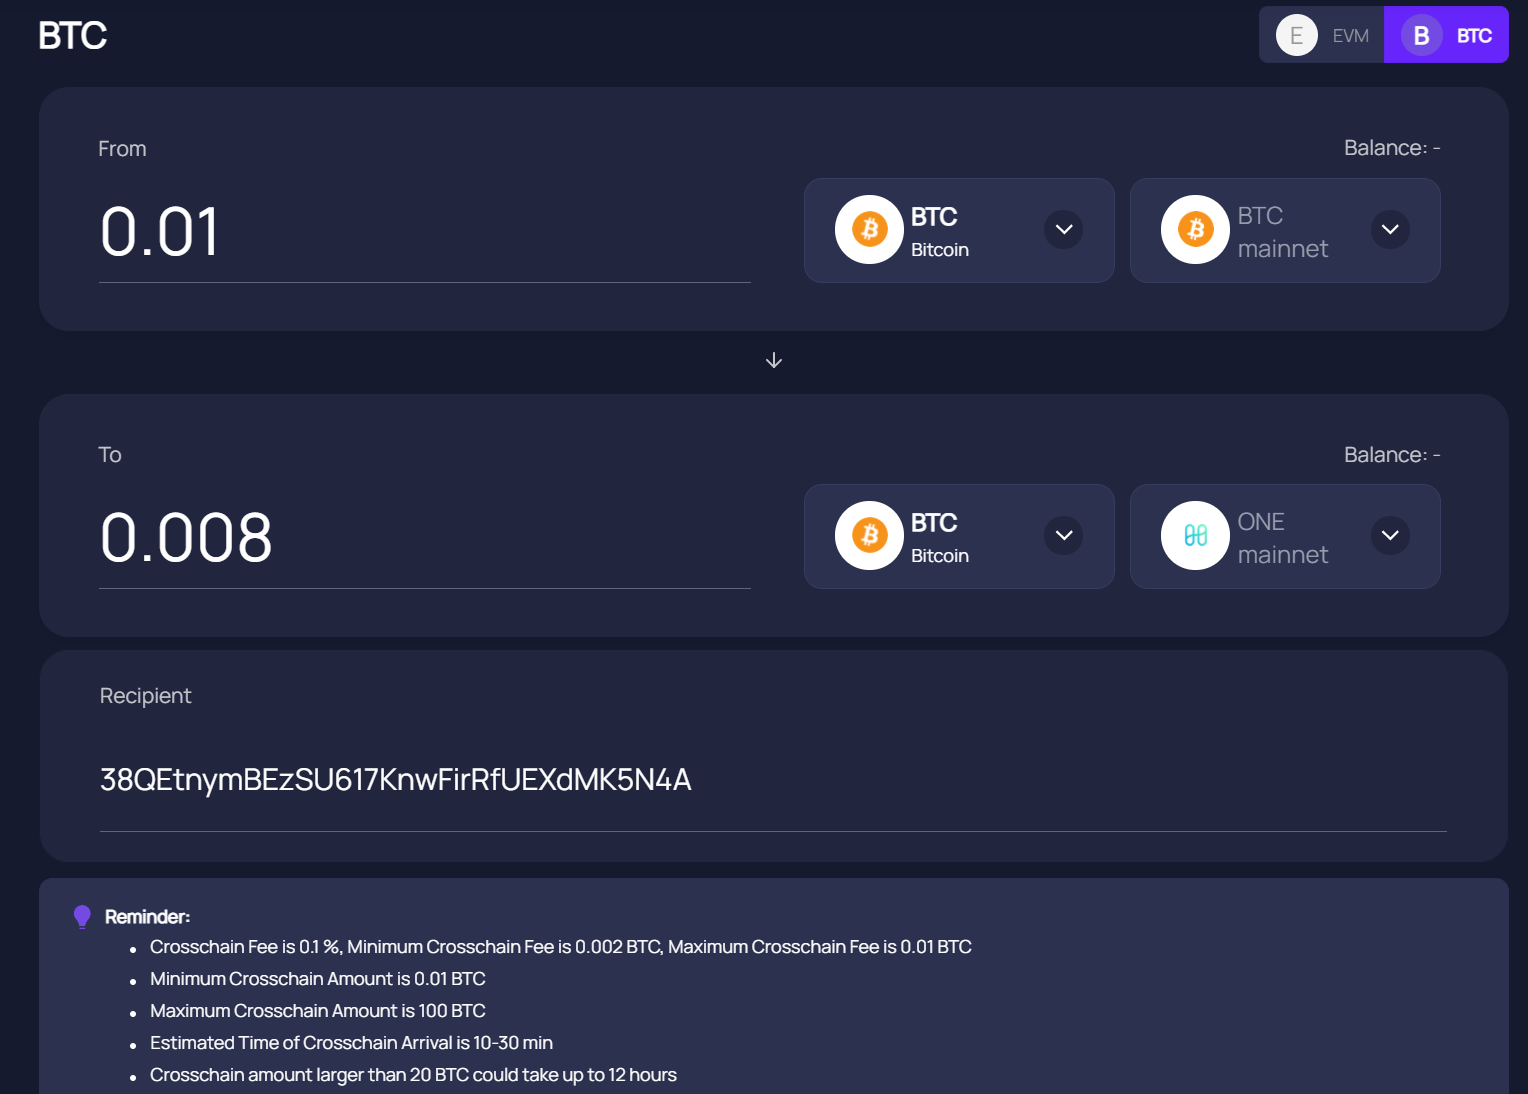 BTC
E EVM
B BTC
From
Balance: -
0.01
BTC
Bitcoin
BTC
mainnet
To
Balance: -
0.008
BTC
Bitcoin
ONE
mainnet
Recipient
38QEtnymBEzSU617KnwFirRfUEXdMK5N4A
Reminder:
Crosschain Fee is 0.1 %, Minimum Crosschain Fee is 0.002 BTC, Maximum Crosschain Fee is 0.01 BTC
Minimum Crosschain Amount is 0.01 BTC
Maximum Crosschain Amount is 100 BTC
Estimated Time of Crosschain Arrival is 10-30 min
Crosschain amount larger than 20 BTC could take up to 12 hours